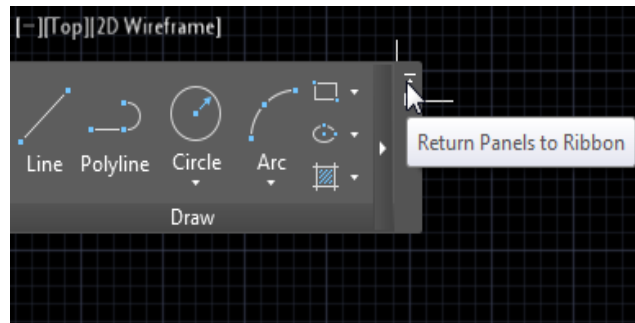 [−][Top][2D Wireframe]
Return Panels to Ribbon
Line Polyline Circle Arc
Draw